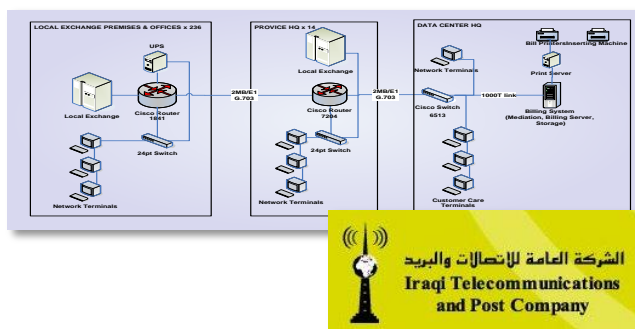 LOCAL EXCHANGE PREMISES & OFFICES x 236
UPS
Local Exchange
Cisco Router
1841
24pt Switch
Network Terminals
2MB/E1
G.703
PROVICE HQ x 14
Local Exchange
Cisco Router
7204
24pt Switch
Network Terminals
2MB/E1
G.703
DATA CENTER HQ
Network Terminals
Bill Printers
Inserting Machine
Print Server
Cisco Switch
6513
1000T link
Billing System
(Mediation, Billing Server,
Storage)
Customer Care
Terminals
الشركة العامة للاتصالات والبريد
Iraqi Telecommunications
and Post Company